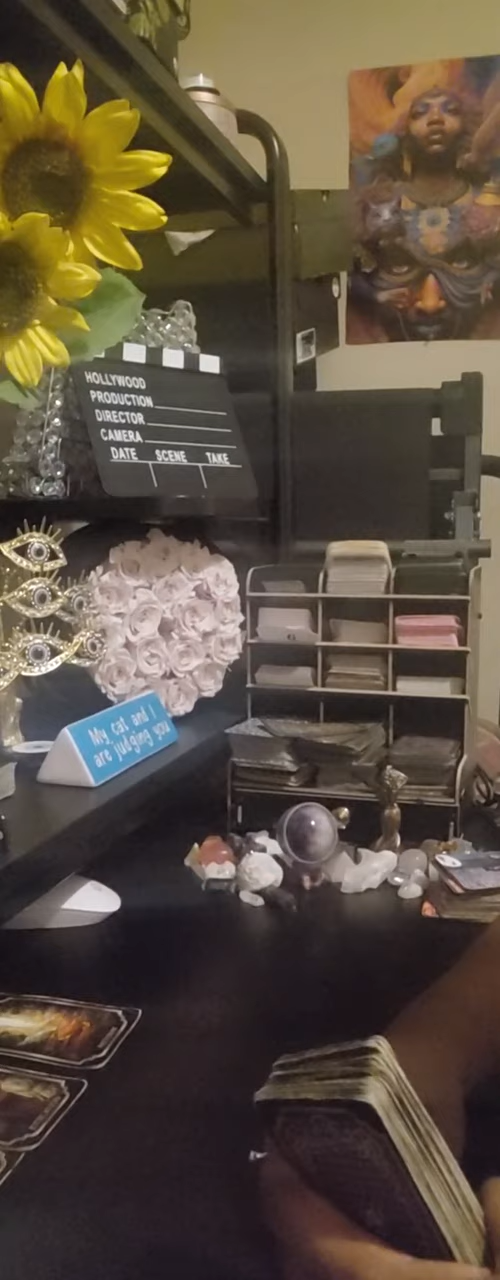 HOLLYWOOD
PRODUCTION
DIRECTOR
CAMERA
DATE SCENE TAKE
My cat and I
are judging you